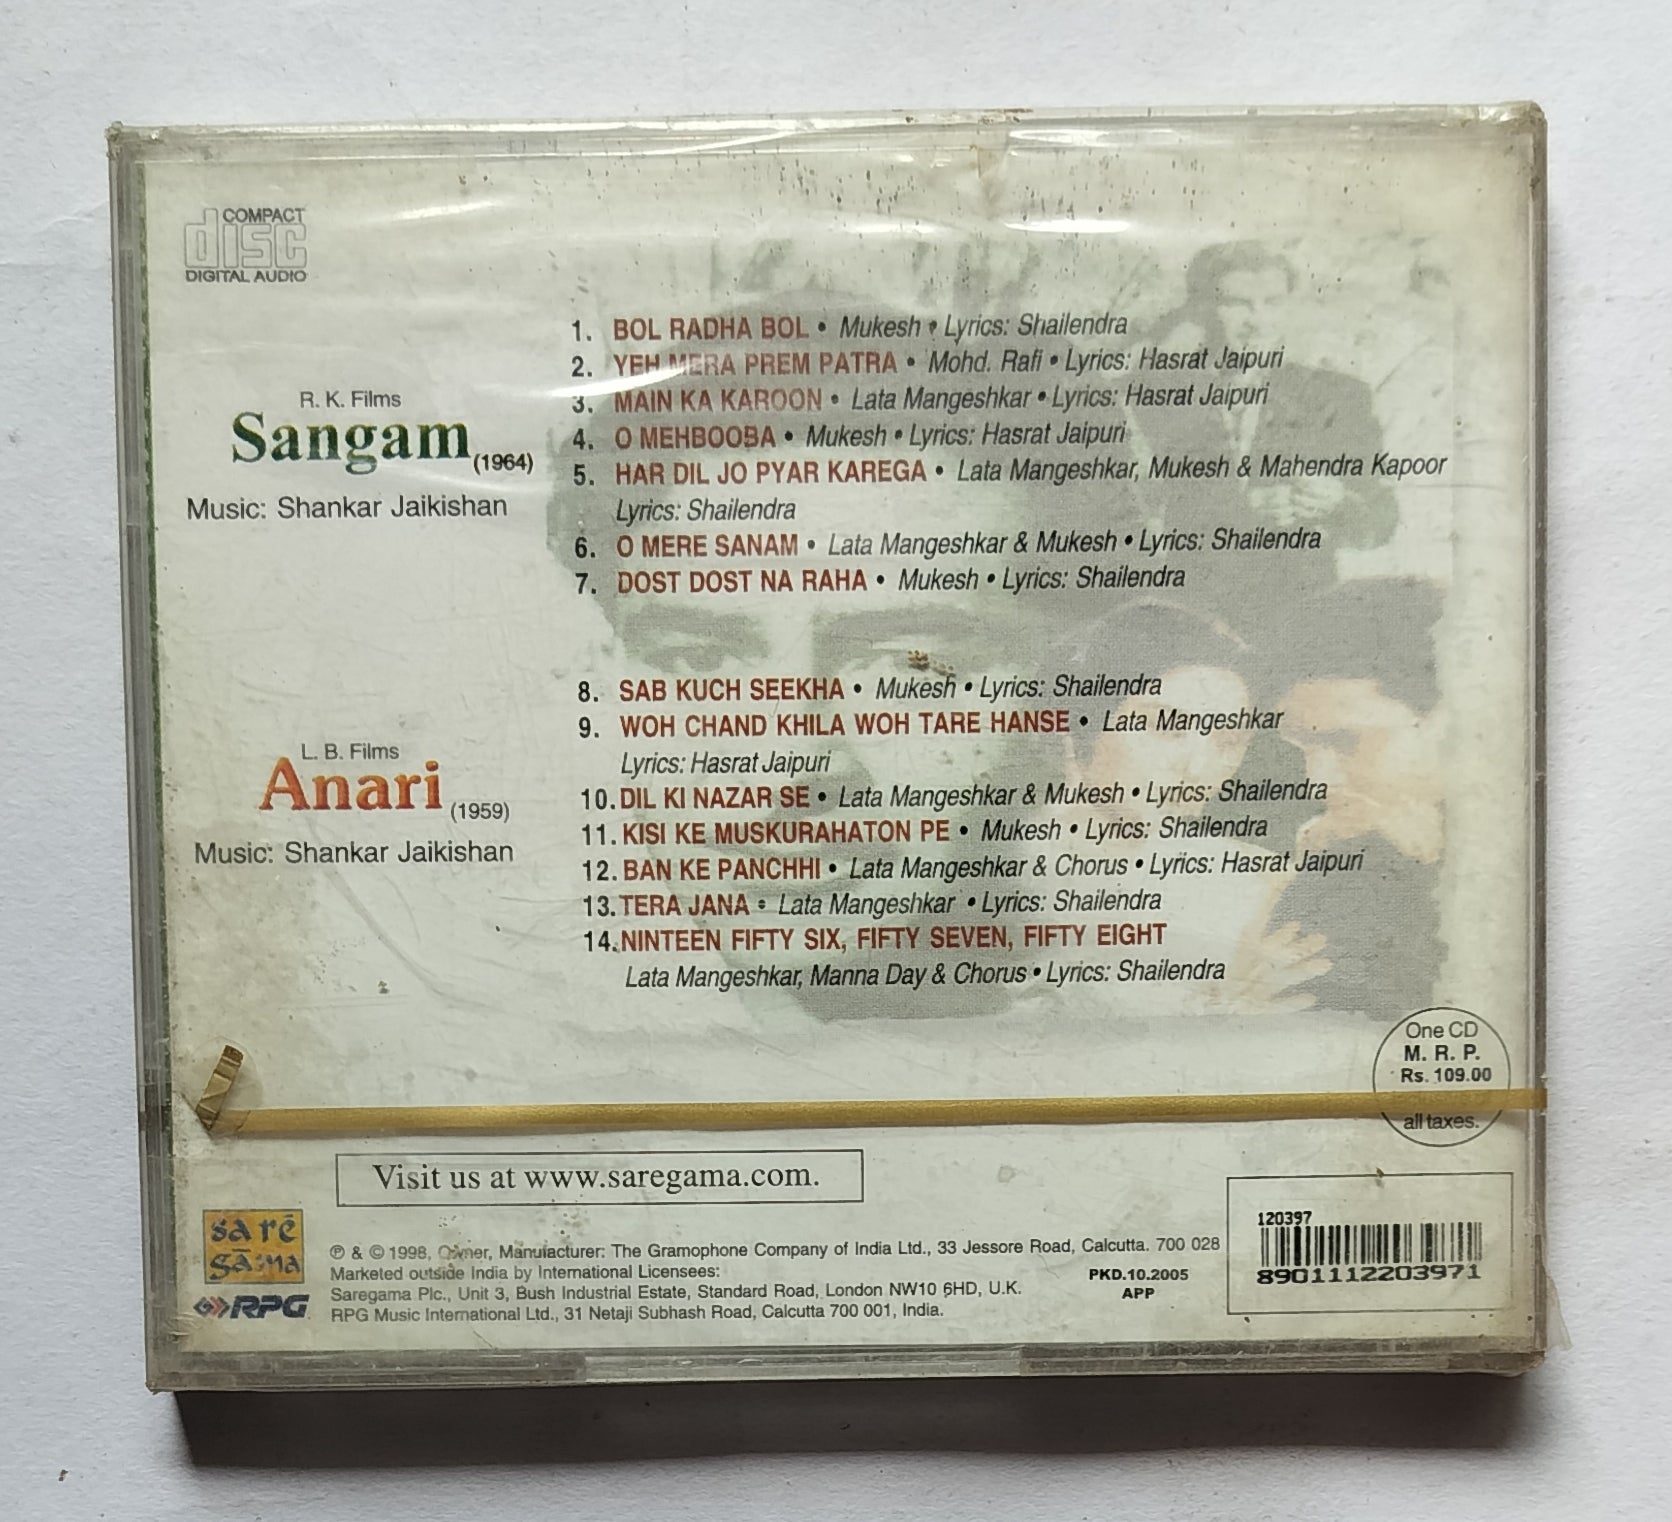 COMPACT
disc
DIGITAL AUDIO
R. K. Films
Sangam (1964)
Music: Shankar Jaikishan
1. BOL RADHA BOL • Mukesh • Lyrics: Shailendra
2. YEH MERA PREM PATRA • Mohd. Rafi • Lyrics: Hasrat Jaipuri
3. MAIN KA KAROON • Lata Mangeshkar • Lyrics: Hasrat Jaipuri
4. O MEHBOOBA • Mukesh • Lyrics: Hasrat Jaipuri
5. HAR DIL JO PYAR KAREGA • Lata Mangeshkar, Mukesh & Mahendra Kapoor
Lyrics: Shailendra
6. O MERE SANAM • Lata Mangeshkar & Mukesh • Lyrics: Shailendra
7. DOST DOST NA RAHA • Mukesh • Lyrics: Shailendra
L. B. Films
Anari (1959)
Music: Shankar Jaikishan
8. SAB KUCH SEEKHA • Mukesh • Lyrics: Shailendra
9. WOH CHAND KHILA WOH TARE HANSE • Lata Mangeshkar
Lyrics: Hasrat Jaipuri
10. DIL KI NAZAR SE • Lata Mangeshkar & Mukesh • Lyrics: Shailendra
11. KISI KE MUSKURAHATON PE • Mukesh • Lyrics: Shailendra
12. BAN KE PANCHHI • Lata Mangeshkar & Chorus • Lyrics: Hasrat Jaipuri
13. TERA JANA • Lata Mangeshkar • Lyrics: Shailendra
14. NINTEEN FIFTY SIX, FIFTY SEVEN, FIFTY EIGHT
Lata Mangeshkar, Manna Day & Chorus • Lyrics: Shailendra
One CD
M. R. P.
Rs. 109.00
all taxes.
Visit us at www.saregama.com.
sa rē
gā ma
RPG
℗ & © 1998, Owner, Manufacturer: The Gramophone Company of India Ltd., 33 Jessore Road, Calcutta. 700 028
Marketed outside India by International Licensees:
Saregama Plc., Unit 3, Bush Industrial Estate, Standard Road, London NW10 6HD, U.K.
RPG Music International Ltd., 31 Netaji Subhash Road, Calcutta 700 001, India.
PKD.10.2005
APP
120397
8901112203971